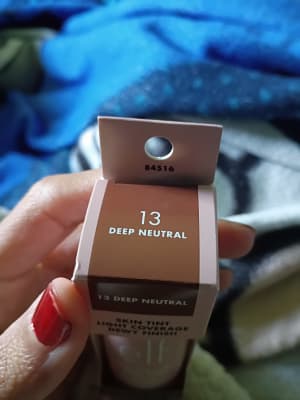 84516
13
DEEP NEUTRAL
13 DEEP NEUTRAL
SKIN TINT
LIGHT COVERAGE
DEWY FINISH